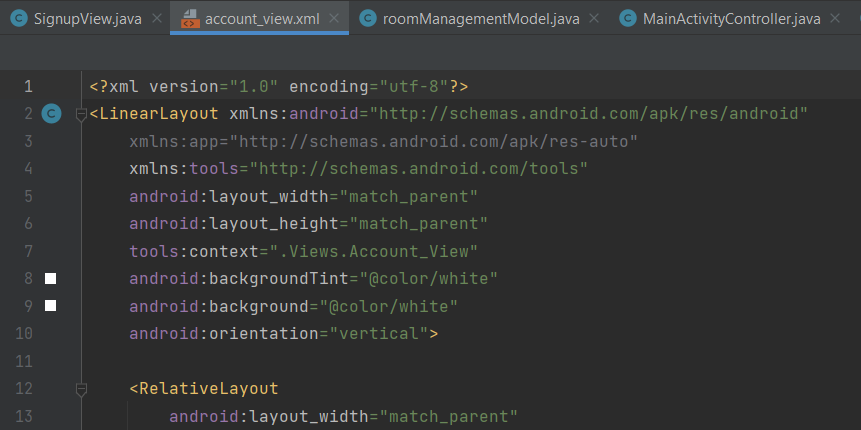 SignupView.java account_view.xml roomManagementModel.java MainActivityController.java
1 <?xml version="1.0" encoding="utf-8"?>
2 <LinearLayout xmlns:android="http://schemas.android.com/apk/res/android"
3 xmlns:app="http://schemas.android.com/apk/res-auto"
4 xmlns:tools="http://schemas.android.com/tools"
5 android:layout_width="match_parent"
6 android:layout_height="match_parent"
7 tools:context=".Views.Account_View"
8 android:backgroundTint="@color/white"
9 android:background="@color/white"
10 android:orientation="vertical">
11
12 <RelativeLayout
13 android:layout_width="match_parent"